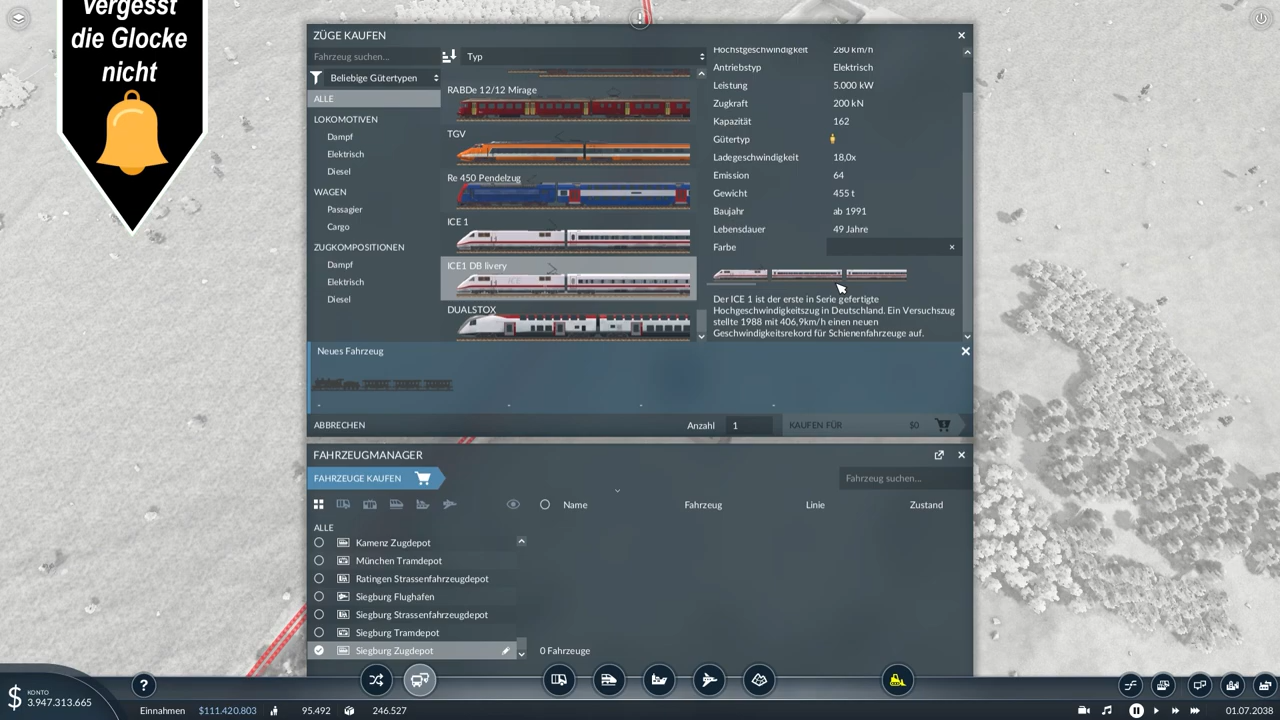 vergesst
die Glocke
nicht
ZÜGE KAUFEN
Fahrzeug suchen...
Typ
Beliebige Gütertypen
ALLE
LOKOMOTIVEN
Dampf
Elektrisch
Diesel
WAGEN
Passagier
Cargo
ZUGKOMPOSITIONEN
Dampf
Elektrisch
Diesel
RABDe 12/12 Mirage
TGV
Re 450 Pendelzug
ICE 1
ICE1 DB livery
DUALSTOX
Höchstgeschwindigkeit 280 km/h
Antriebstyp Elektrisch
Leistung 5.000 kW
Zugkraft 200 kN
Kapazität 162
Gütertyp
Ladegeschwindigkeit 18,0x
Emission 64
Gewicht 455 t
Baujahr ab 1991
Lebensdauer 49 Jahre
Farbe
Der ICE 1 ist der erste in Serie gefertigte
Hochgeschwindigkeitszug in Deutschland. Ein Versuchszug
stellte 1988 mit 406,9km/h einen neuen
Geschwindigkeitsrekord für Schienenfahrzeuge auf.
Neues Fahrzeug
ABBRECHEN
Anzahl 1
KAUFEN FÜR $0
FAHRZEUGMANAGER
FAHRZEUGE KAUFEN
Fahrzeug suchen...
Name Fahrzeug Linie Zustand
ALLE
Kamenz Zugdepot
München Tramdepot
Ratingen Strassenfahrzeugdepot
Siegburg Flughafen
Siegburg Strassenfahrzeugdepot
Siegburg Tramdepot
Siegburg Zugdepot
0 Fahrzeuge
$ KONTO
3.947.313.665
?
Einnahmen $111.420.803 95.492 246.527
01.07.2038